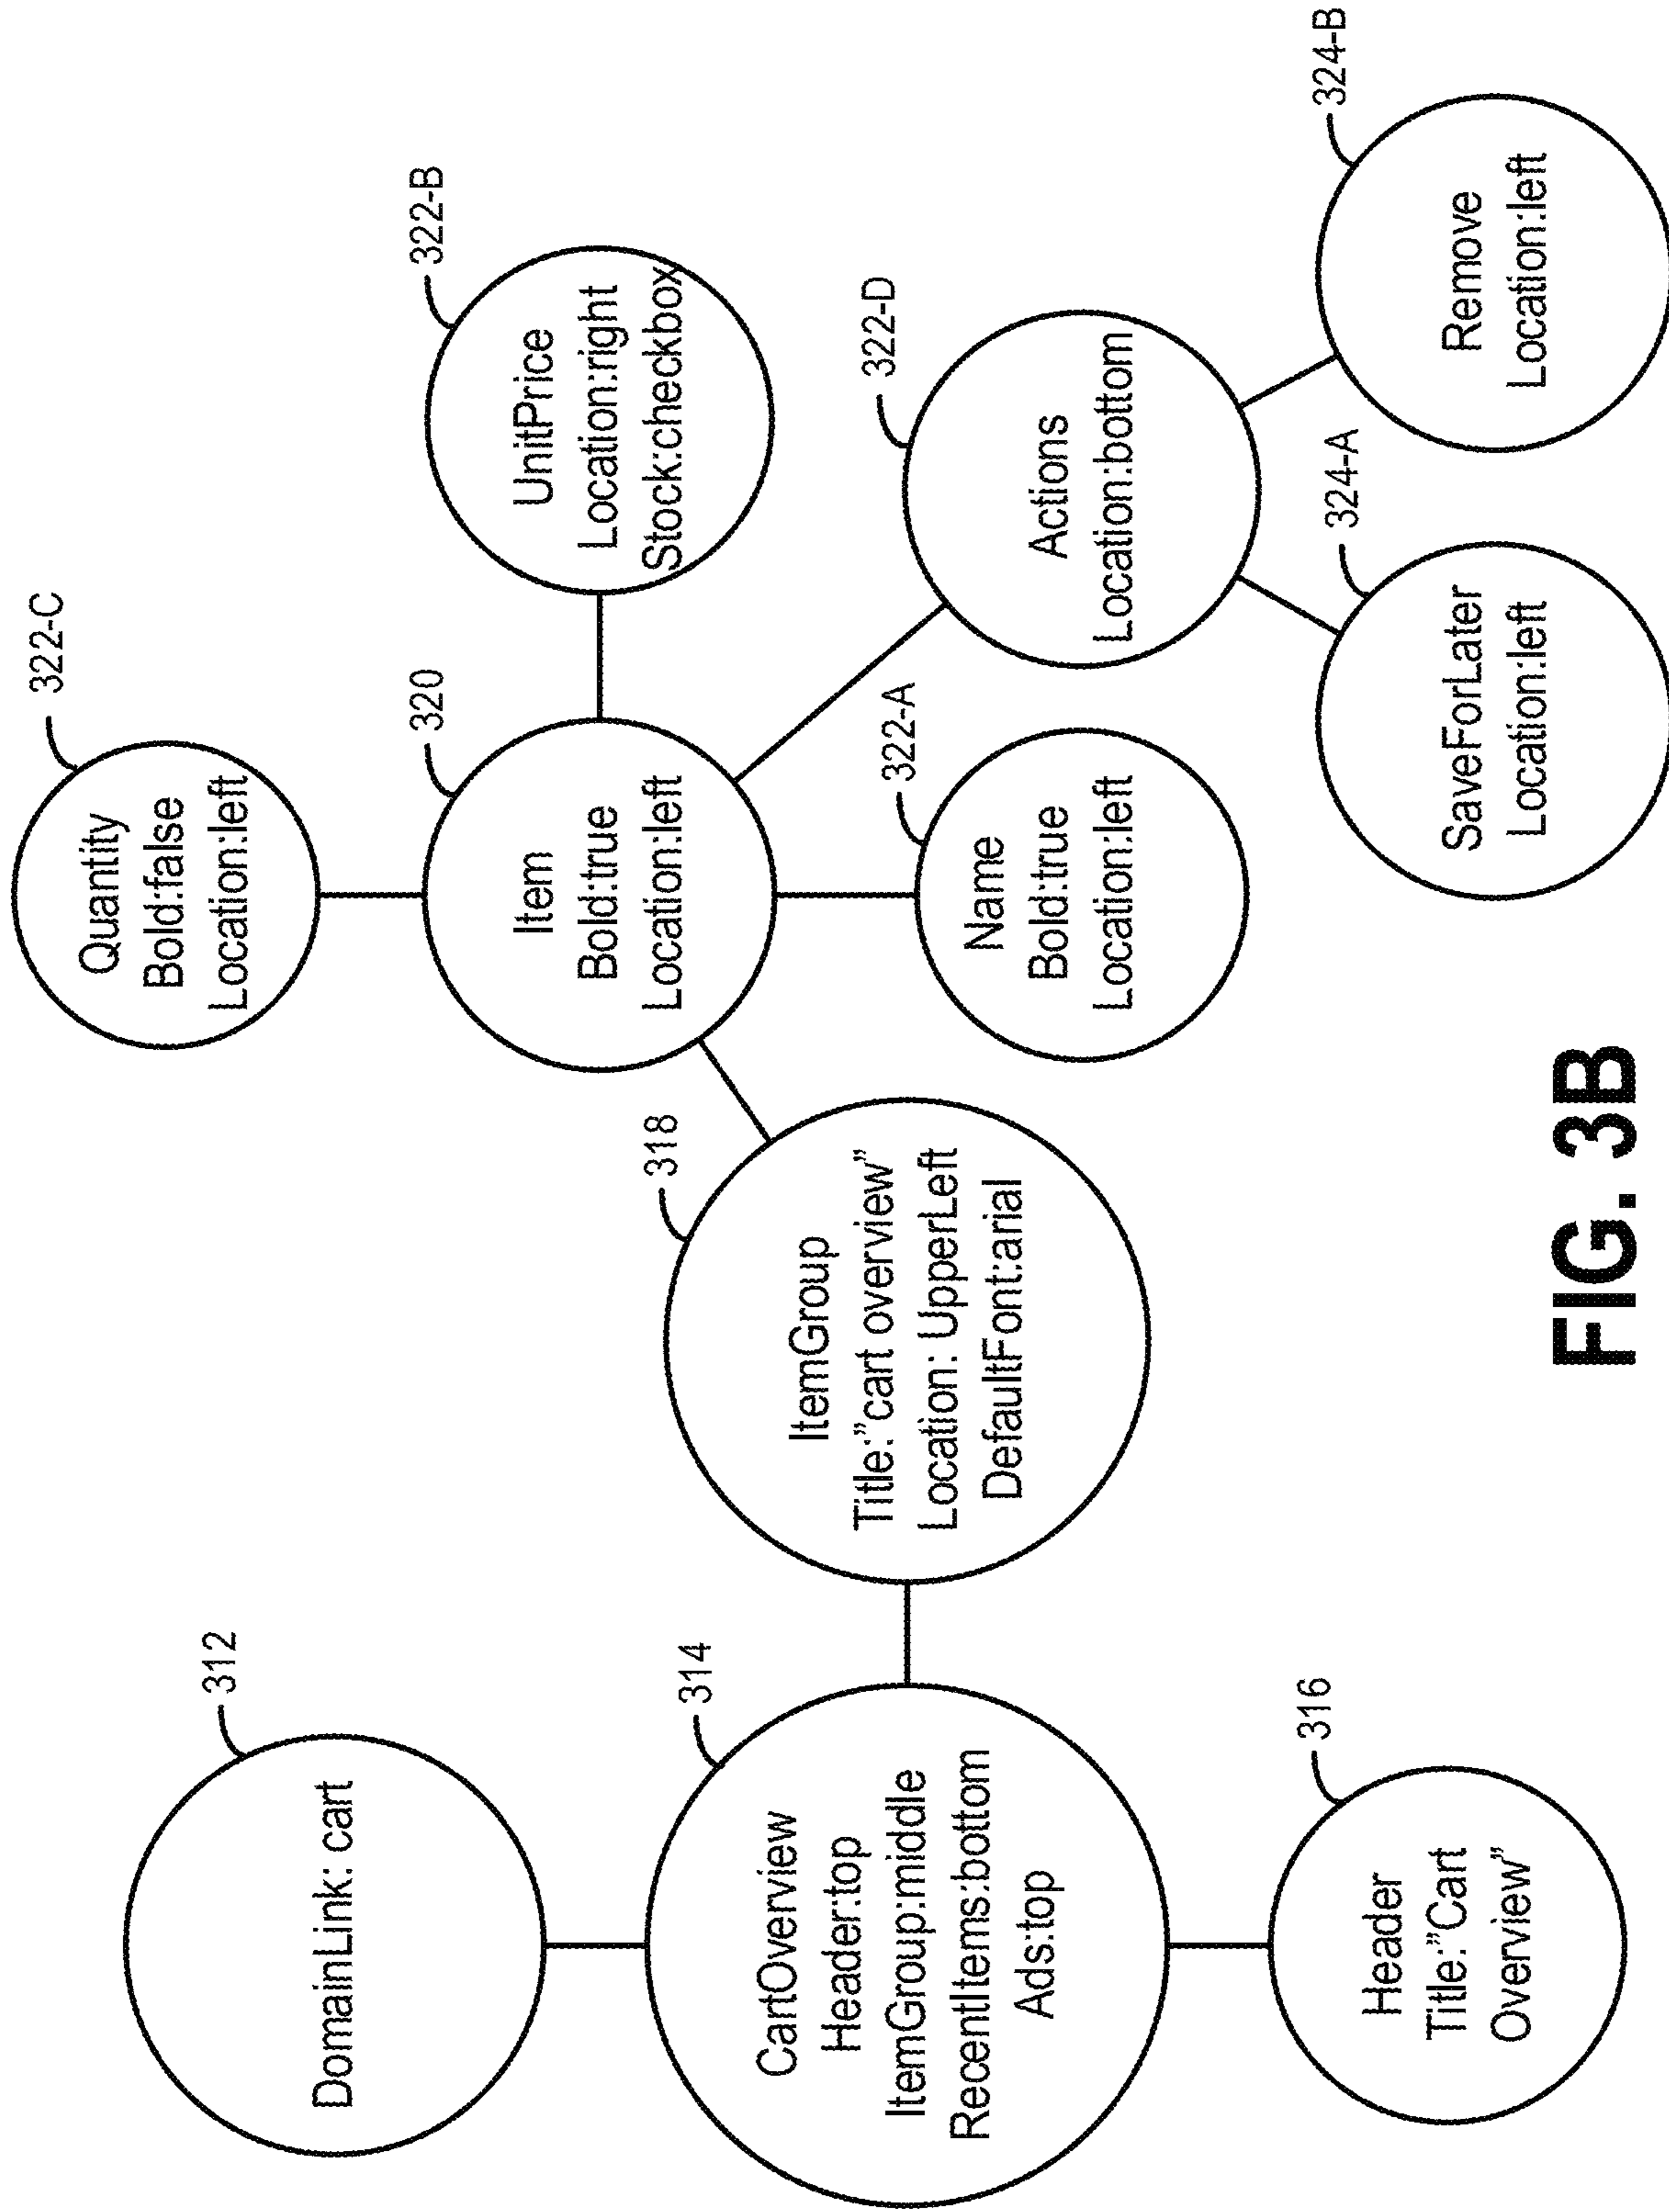 312
DomainLink: cart
314
CartOverview
Header:top
ItemGroup:middle
RecentItems:bottom
Ads:top
316
Header
Title:”Cart
Overview”
318
ItemGroup
Title:”cart overview”
Location: UpperLeft
DefaultFont:arial
322-C
Quantity
Bold:false
Location:left
320
Item
Bold:true
Location:left
322-B
UnitPrice
Location:right
Stock:checkbox
322-A
Name
Bold:true
Location:left
322-D
Actions
Location:bottom
324-A
SaveForLater
Location:left
324-B
Remove
Location:left
FIG. 3B